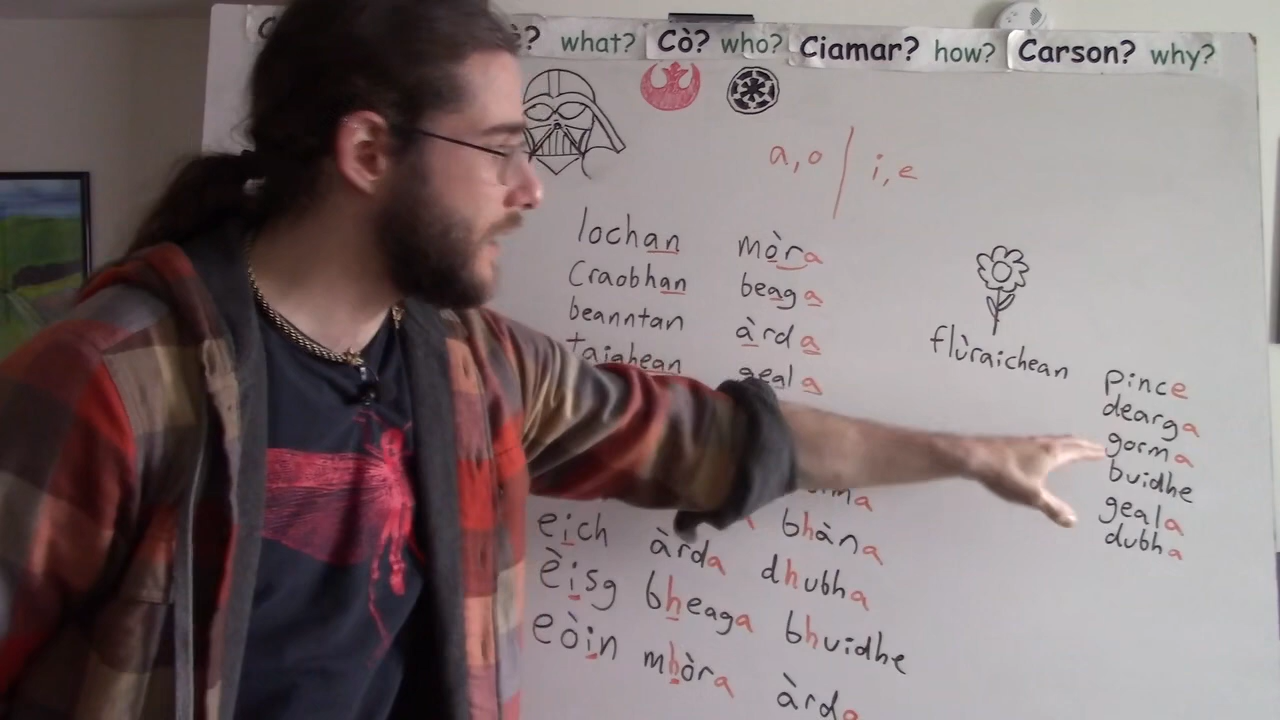 what? Cò? who? Ciamar? how? Carson? why?
a, o | i, e
lochan mòra
Craobhan beaga
beanntan àrda
taighean geala
flùraichean
pince
dearga
gorma
buidhe
geala
dubha
bhàna
eich àrda dhubha
èisg bheaga bhuidhe
eòin mhòra àrda